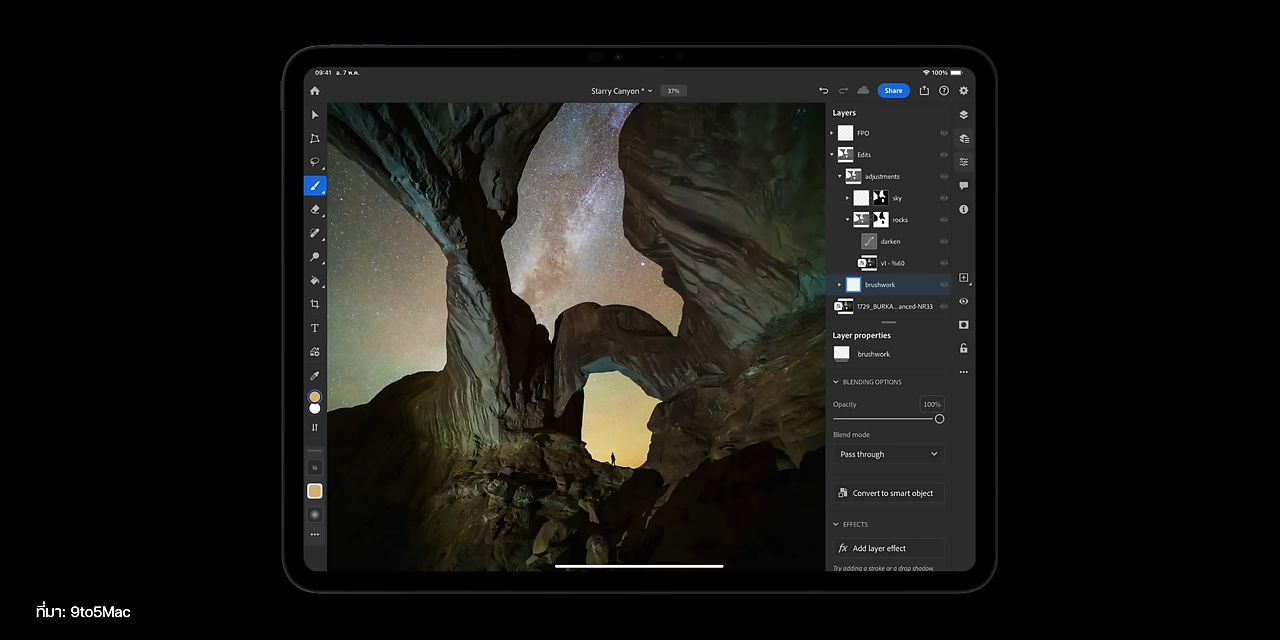 09:41 อ. 7 พ.ค.
100%
Starry Canyon *
37%
Share
Layers
FPO
Edits
adjustments
sky
rocks
darken
v1 - %60
brushwork
1729_BURKA...anced-NR33
Layer properties
brushwork
BLENDING OPTIONS
Opacity
100%
Blend mode
Pass through
Convert to smart object
EFFECTS
fx Add layer effect
Try adding a stroke or a drop shadow.
T
16
ที่มา: 9to5Mac